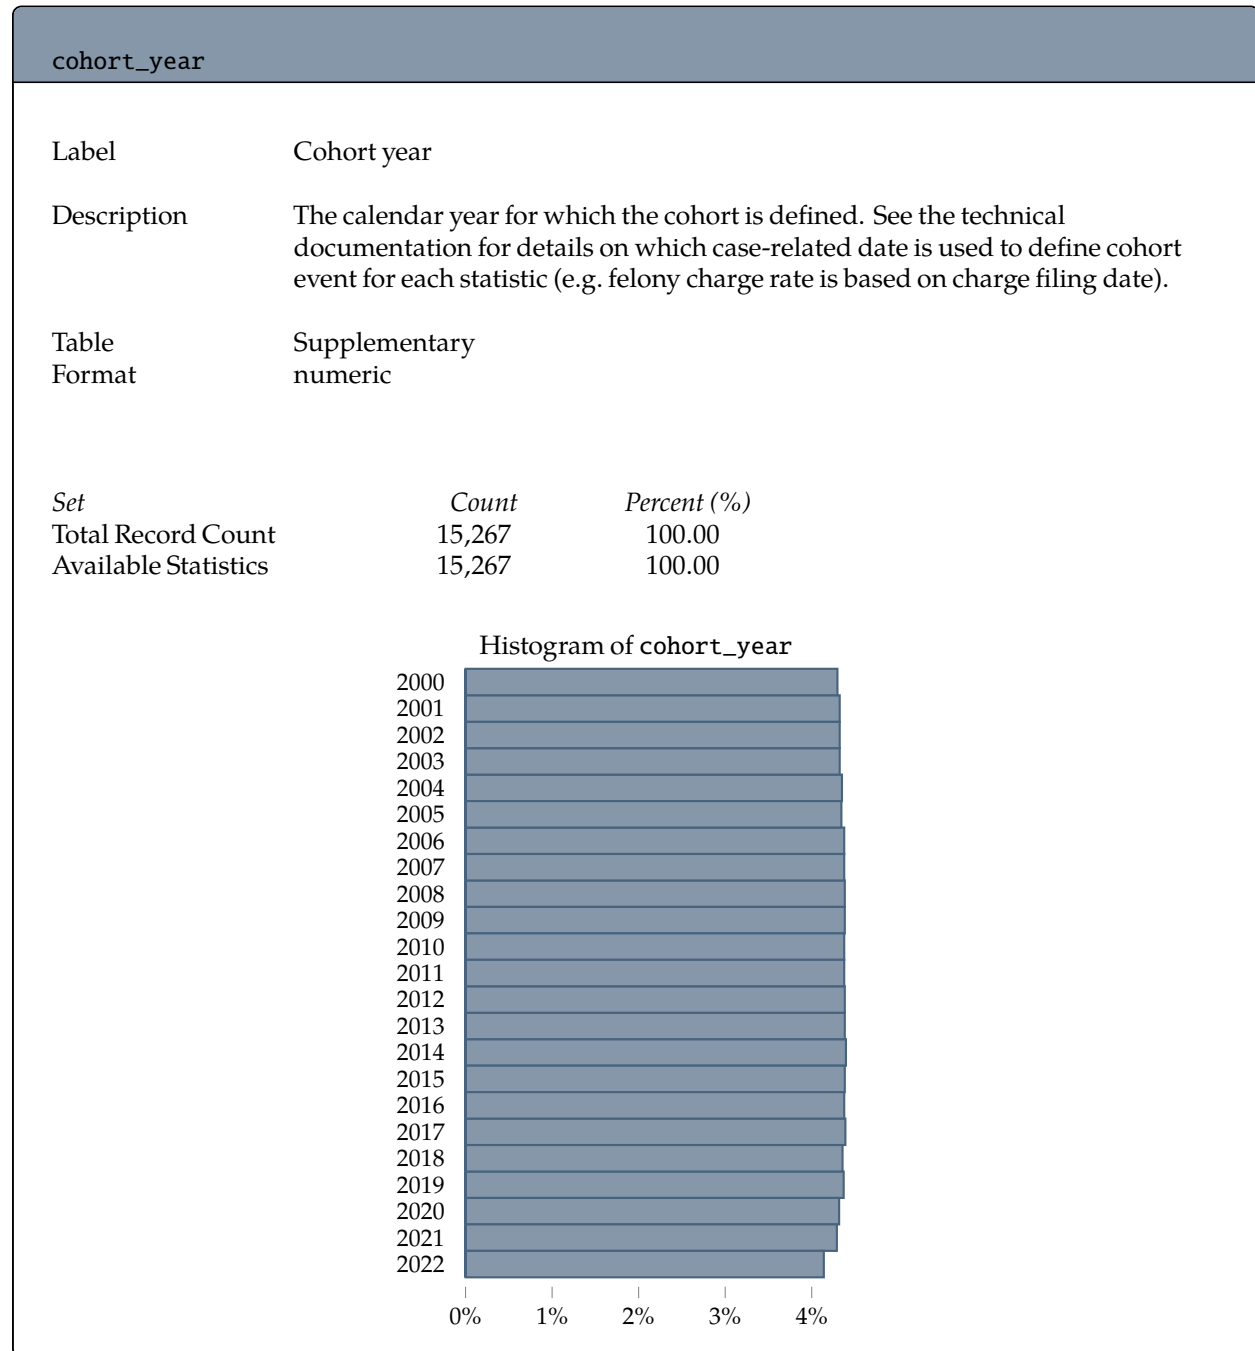 cohort_year
Label Cohort year
Description The calendar year for which the cohort is defined. See the technical
documentation for details on which case-related date is used to define cohort
event for each statistic (e.g. felony charge rate is based on charge filing date).
Table Supplementary
Format numeric
Set Count Percent (%)
Total Record Count 15,267 100.00
Available Statistics 15,267 100.00
Histogram of cohort_year
2000
2001
2002
2003
2004
2005
2006
2007
2008
2009
2010
2011
2012
2013
2014
2015
2016
2017
2018
2019
2020
2021
2022
0% 1% 2% 3% 4%